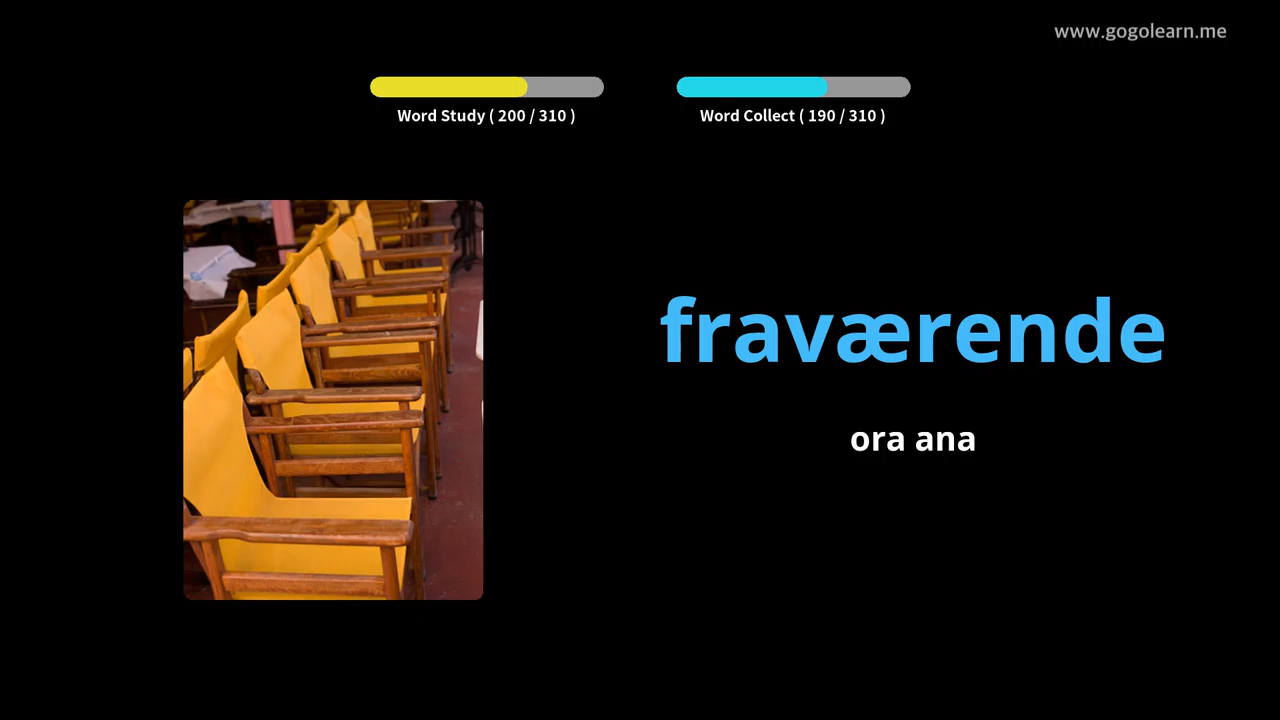 www.gogolearn.me
Word Study ( 200 / 310 )
Word Collect ( 190 / 310 )
fraværende
ora ana